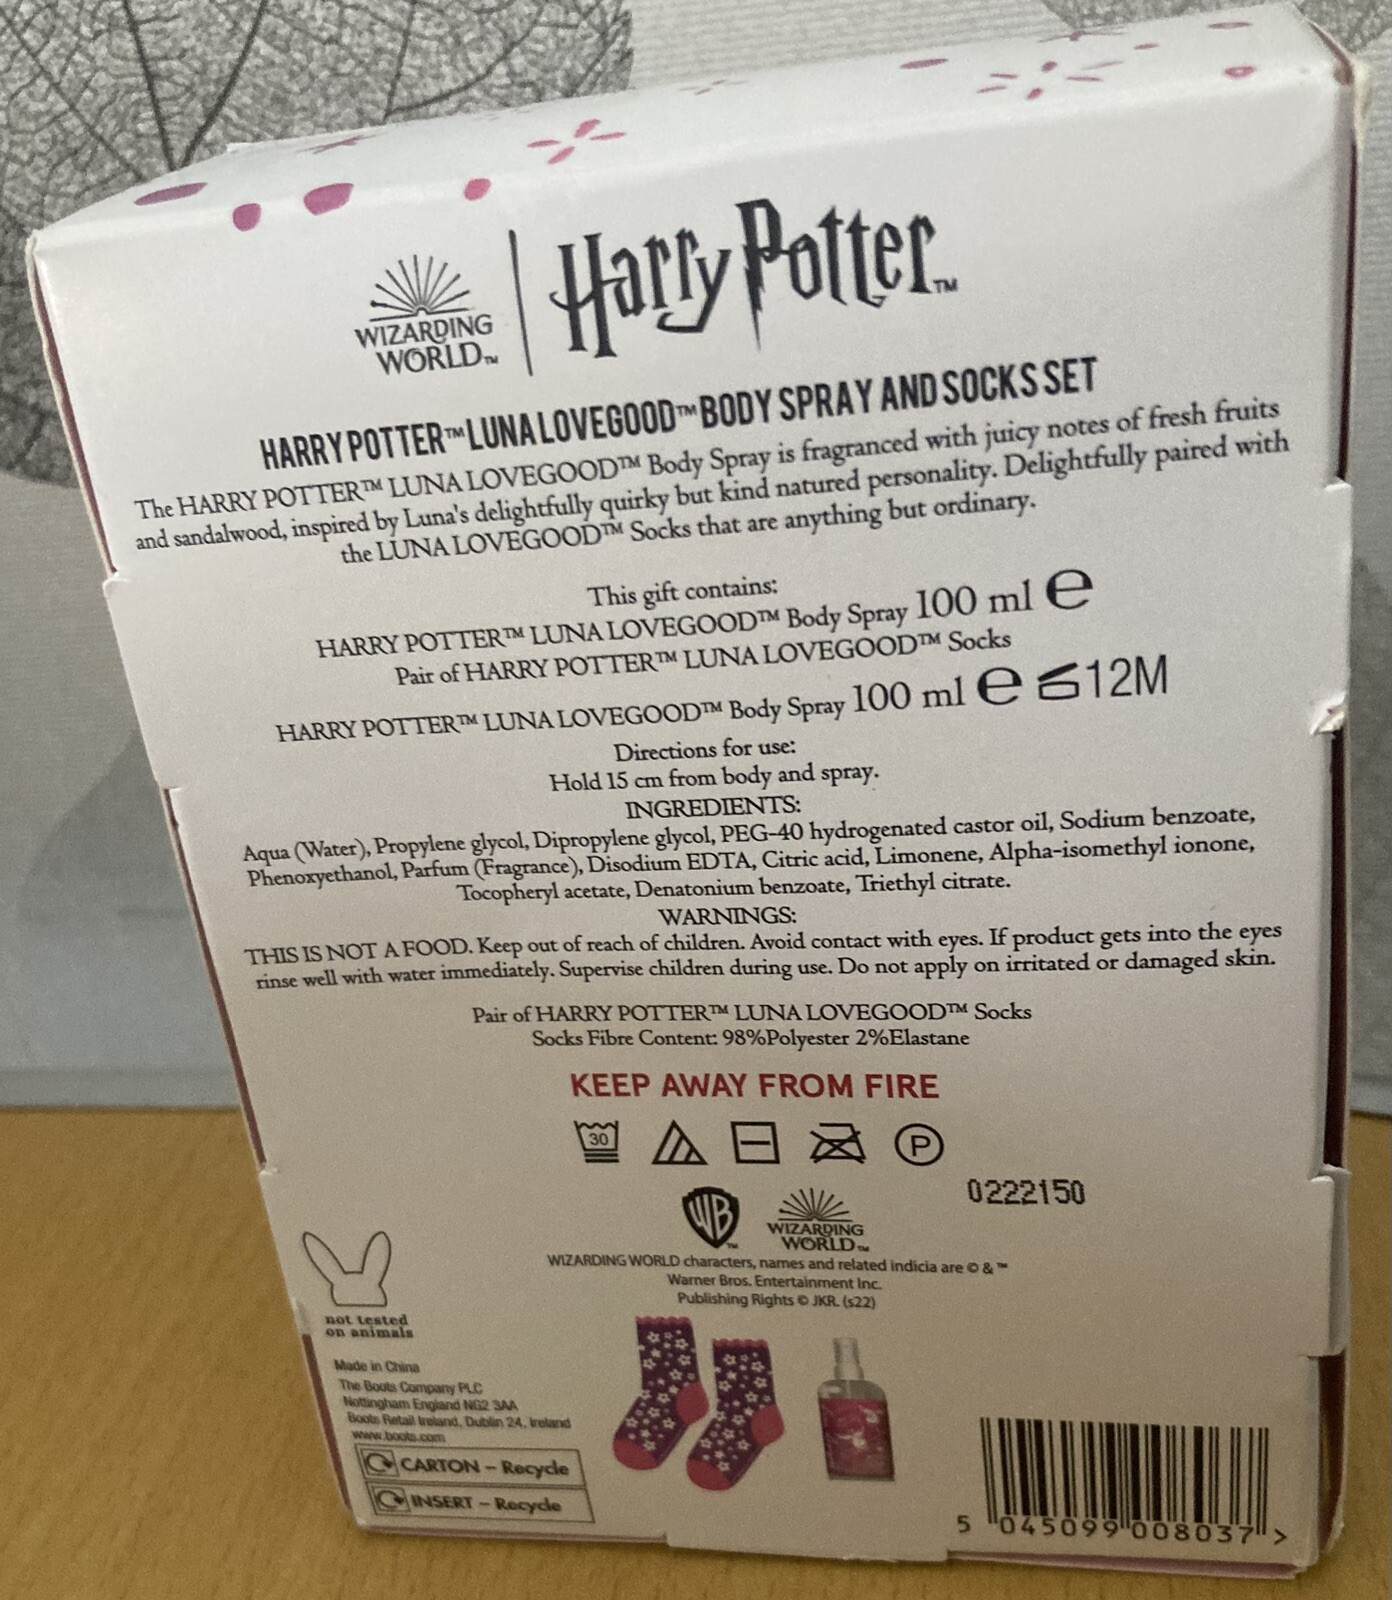 WIZARDING
WORLD™
Harry Potter™
HARRY POTTER™ LUNA LOVEGOOD™ BODY SPRAY AND SOCKS SET
The HARRY POTTER™ LUNA LOVEGOOD™ Body Spray is fragranced with juicy notes of fresh fruits
and sandalwood, inspired by Luna's delightfully quirky but kind natured personality. Delightfully paired with
the LUNA LOVEGOOD™ Socks that are anything but ordinary.
This gift contains:
HARRY POTTER™ LUNA LOVEGOOD™ Body Spray 100 ml ℮
Pair of HARRY POTTER™ LUNA LOVEGOOD™ Socks
HARRY POTTER™ LUNA LOVEGOOD™ Body Spray 100 ml ℮ 12M
Directions for use:
Hold 15 cm from body and spray.
INGREDIENTS:
Aqua (Water), Propylene glycol, Dipropylene glycol, PEG-40 hydrogenated castor oil, Sodium benzoate,
Phenoxyethanol, Parfum (Fragrance), Disodium EDTA, Citric acid, Limonene, Alpha-isomethyl ionone,
Tocopheryl acetate, Denatonium benzoate, Triethyl citrate.
WARNINGS:
THIS IS NOT A FOOD. Keep out of reach of children. Avoid contact with eyes. If product gets into the eyes
rinse well with water immediately. Supervise children during use. Do not apply on irritated or damaged skin.
Pair of HARRY POTTER™ LUNA LOVEGOOD™ Socks
Socks Fibre Content: 98%Polyester 2%Elastane
KEEP AWAY FROM FIRE
30
P
0222150
WB™
WIZARDING
WORLD™
WIZARDING WORLD characters, names and related indicia are © & ™
Warner Bros. Entertainment Inc.
Publishing Rights © JKR. (s22)
not tested
on animals
Made in China
The Boots Company PLC
Nottingham England NG2 3AA
Boots Retail Ireland, Dublin 24, Ireland
www.boots.com
CARTON – Recycle
INSERT – Recycle
5 045099 008037 >